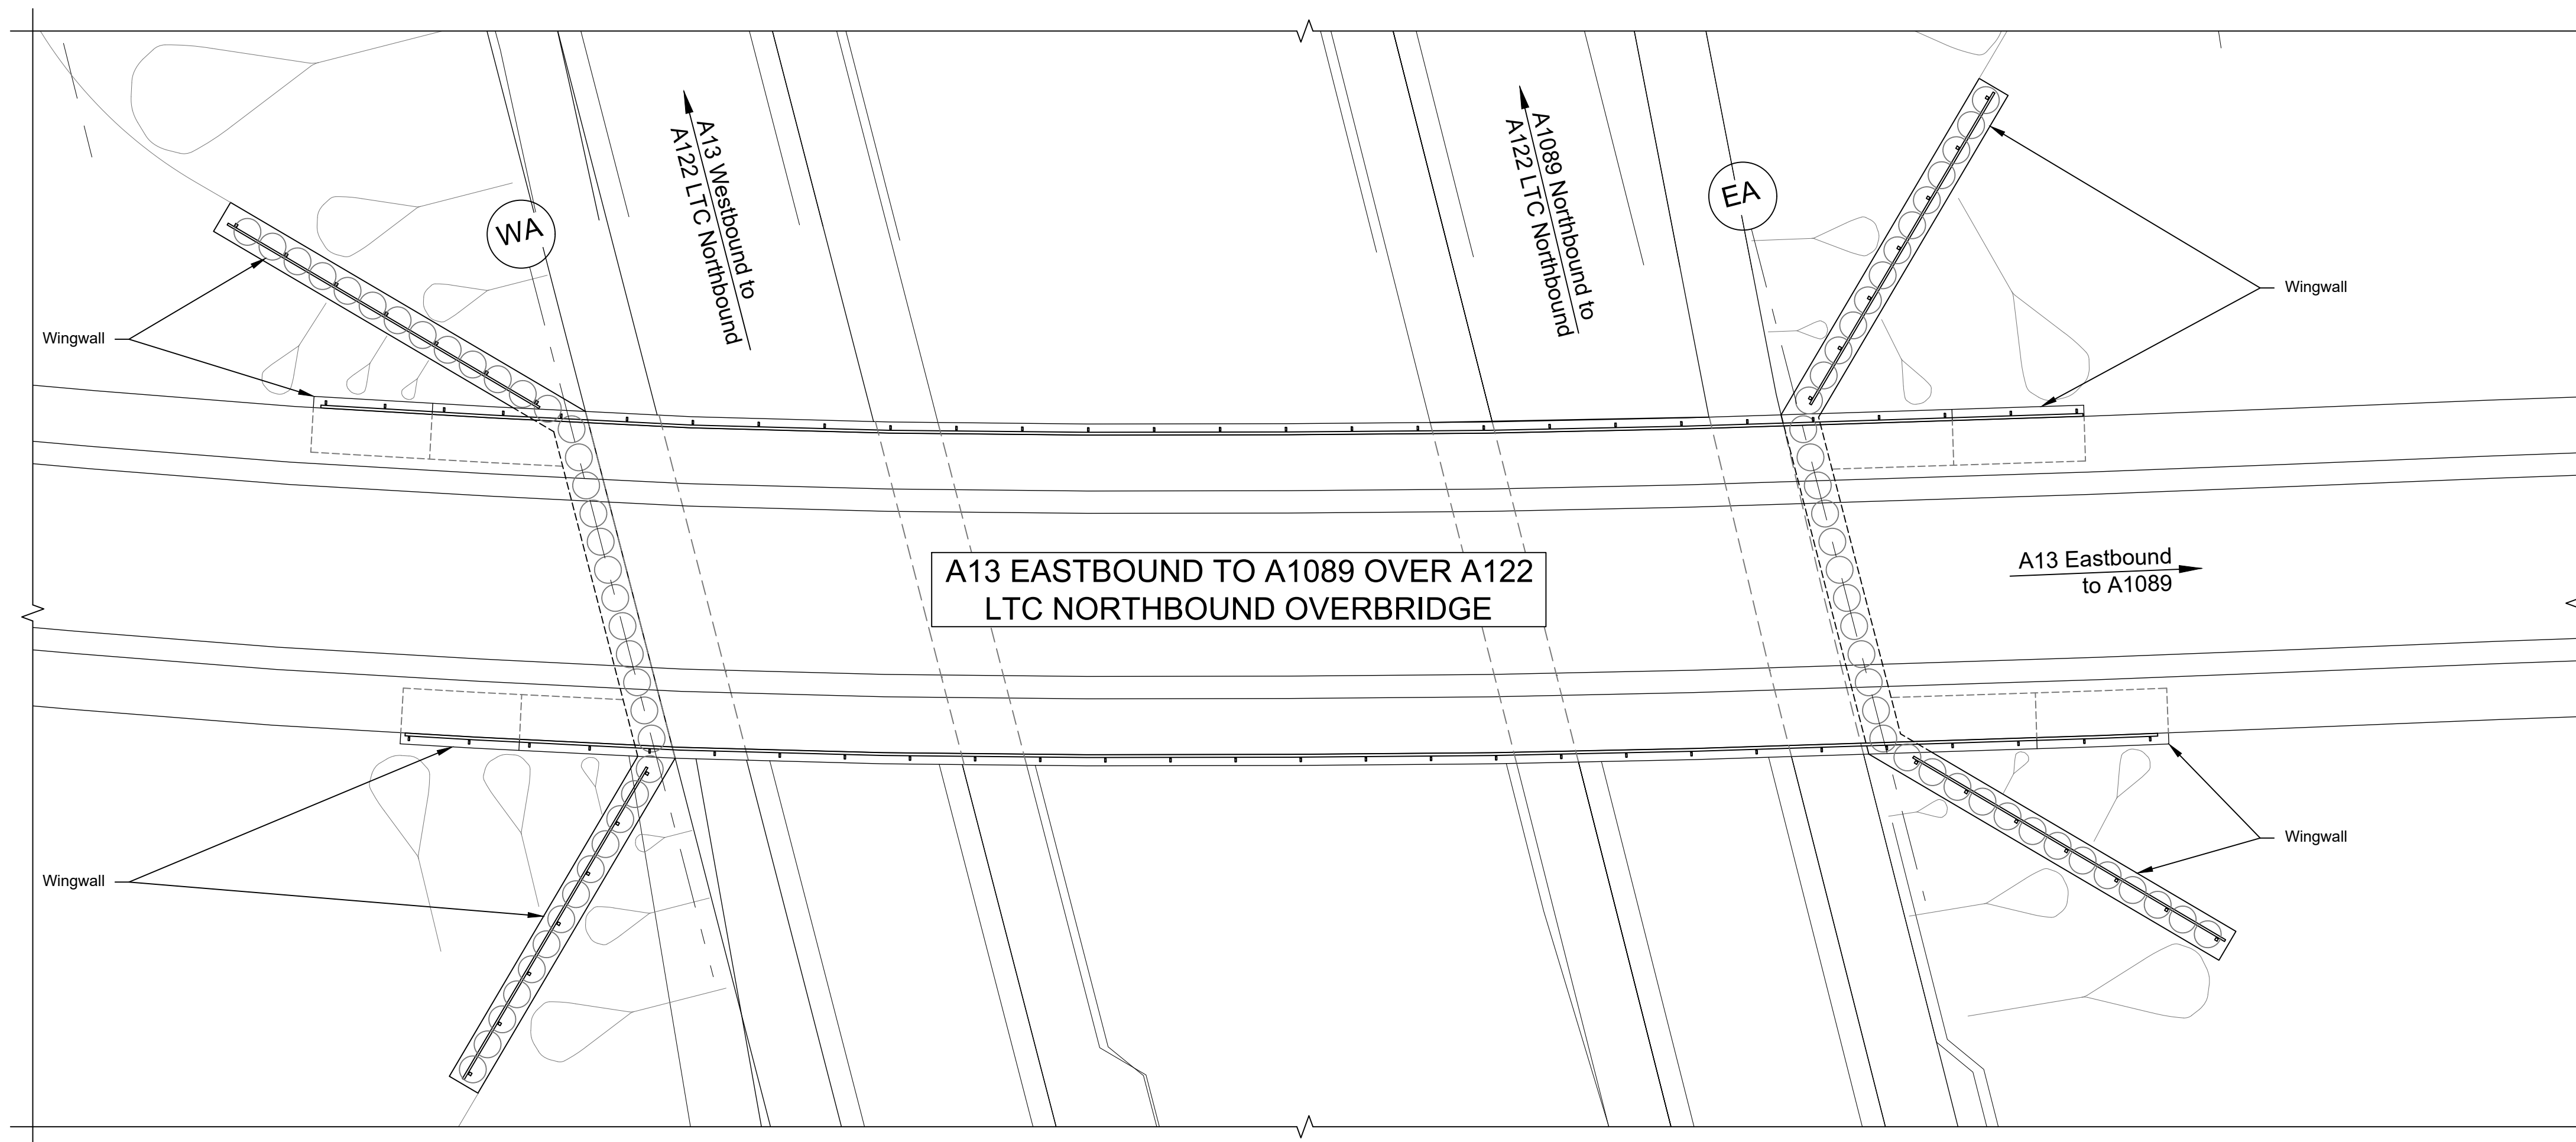 A13 Westbound to
A122 LTC Northbound
A1089 Northbound to
A122 LTC Northbound
WA
EA
Wingwall
Wingwall
A13 EASTBOUND TO A1089 OVER A122
LTC NORTHBOUND OVERBRIDGE
A13 Eastbound
to A1089
Wingwall
Wingwall